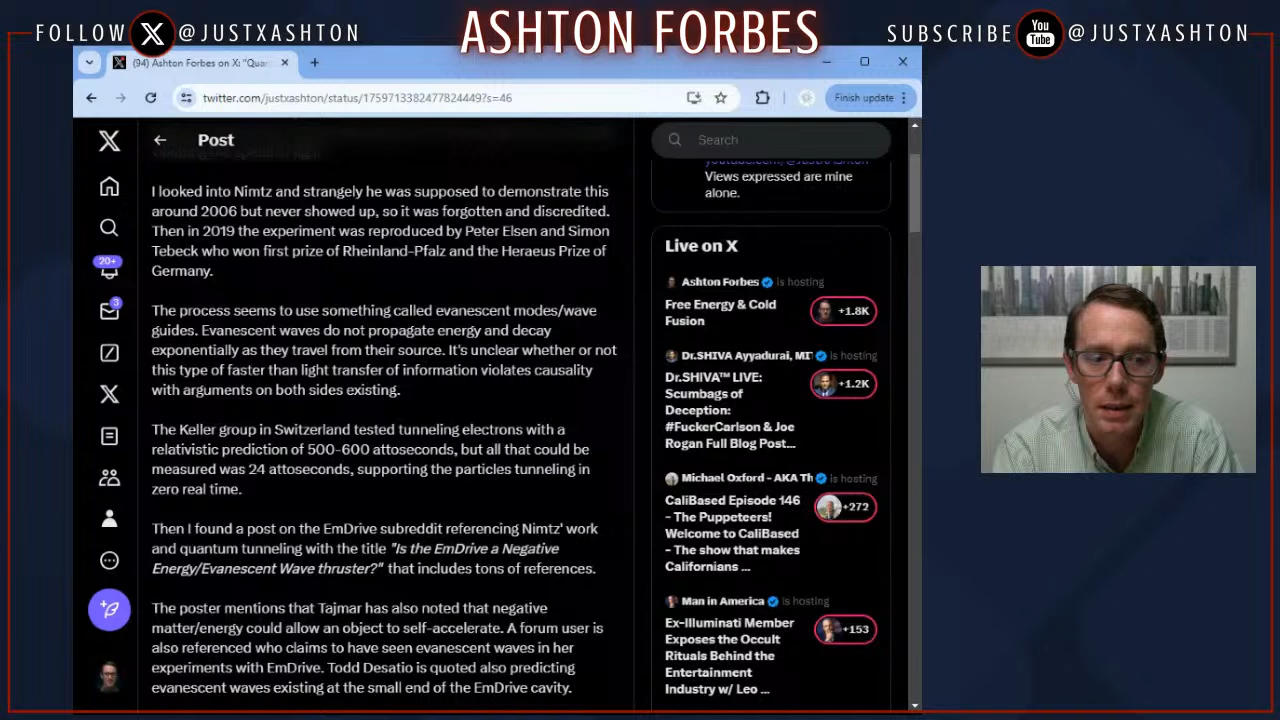 FOLLOW X @JUSTXASHTON
ASHTON FORBES
SUBSCRIBE You Tube @JUSTXASHTON
(94) Ashton Forbes on X: "Quar
twitter.com/justxashton/status/1759713382477824449?s=46
Finish update
Post
I looked into Nimtz and strangely he was supposed to demonstrate this
around 2006 but never showed up, so it was forgotten and discredited.
Then in 2019 the experiment was reproduced by Peter Elsen and Simon
Tebeck who won first prize of Rheinland-Pfalz and the Heraeus Prize of
Germany.
The process seems to use something called evanescent modes/wave
guides. Evanescent waves do not propagate energy and decay
exponentially as they travel from their source. It's unclear whether or not
this type of faster than light transfer of information violates causality
with arguments on both sides existing.
The Keller group in Switzerland tested tunneling electrons with a
relativistic prediction of 500-600 attoseconds, but all that could be
measured was 24 attoseconds, supporting the particles tunneling in
zero real time.
Then I found a post on the EmDrive subreddit referencing Nimtz' work
and quantum tunneling with the title "Is the EmDrive a Negative
Energy/Evanescent Wave thruster?" that includes tons of references.
The poster mentions that Tajmar has also noted that negative
matter/energy could allow an object to self-accelerate. A forum user is
also referenced who claims to have seen evanescent waves in her
experiments with EmDrive. Todd Desatio is quoted also predicting
evanescent waves existing at the small end of the EmDrive cavity.
20+
3
Search
youtube.com/@JustXAshton
Views expressed are mine
alone.
Live on X
Ashton Forbes is hosting
Free Energy & Cold
Fusion
+1.8K
Dr.SHIVA Ayyadurai, MIT is hosting
Dr.SHIVA™ LIVE:
Scumbags of
Deception:
#FuckerCarlson & Joe
Rogan Full Blog Post...
+1.2K
Michael Oxford - AKA Th is hosting
CaliBased Episode 146
- The Puppeteers!
Welcome to CaliBased
- The show that makes
Californians ...
+272
Man in America is hosting
Ex-Illuminati Member
Exposes the Occult
Rituals Behind the
Entertainment
Industry w/ Leo ...
+153